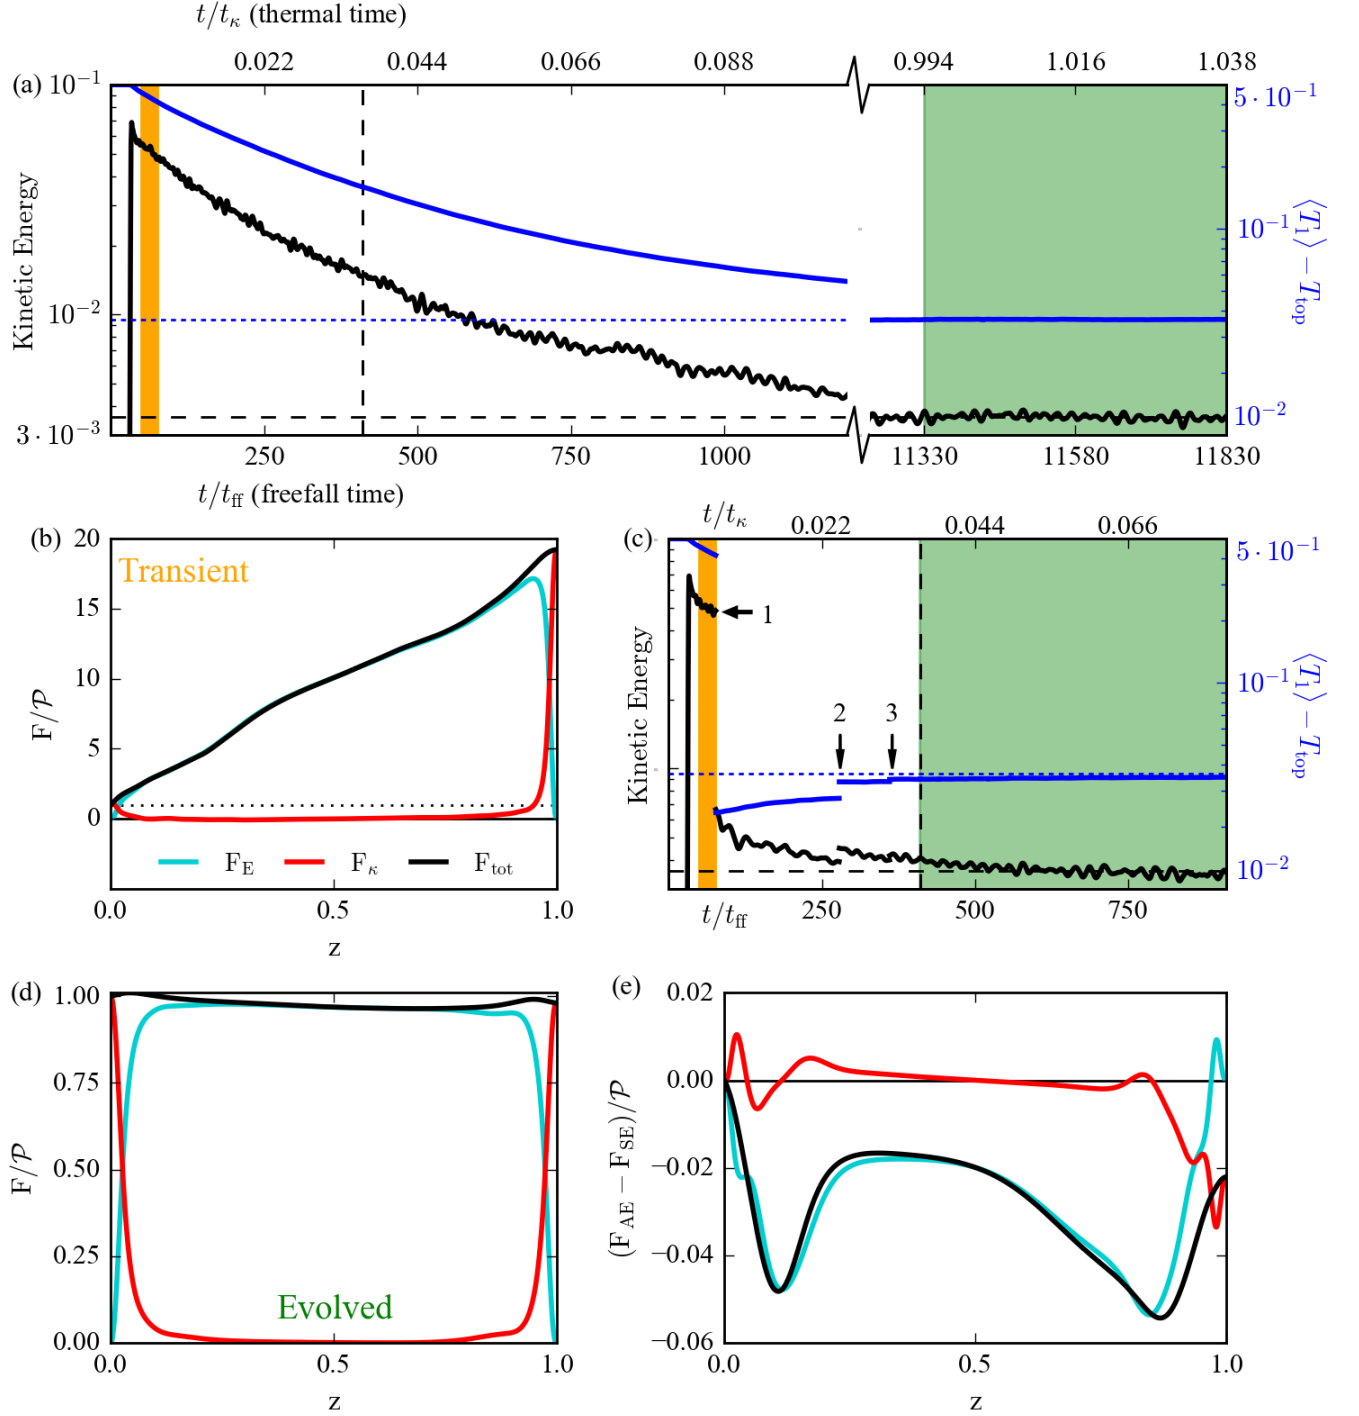 t/tκ (thermal time)
0.022 0.044 0.066 0.088 0.994 1.016 1.038
(a)
10⁻¹
10⁻²
3·10⁻³
Kinetic Energy
5·10⁻¹
10⁻¹
10⁻²
⟨T₁⟩ − T_top
250 500 750 1000 11330 11580 11830
t/t_ff (freefall time)
(b)
20
15
10
5
0
F/𝒫
Transient
F_E F_κ F_tot
0.0 0.5 1.0
z
(c)
t/tκ 0.022 0.044 0.066
Kinetic Energy
1
2
3
5·10⁻¹
10⁻¹
10⁻²
⟨T₁⟩ − T_top
t/t_ff 250 500 750
(d)
1.00
0.75
0.50
0.25
0.00
F/𝒫
Evolved
0.0 0.5 1.0
z
(e)
0.02
0.00
−0.02
−0.04
−0.06
(F_AE − F_SE)/𝒫
0.0 0.5 1.0
z